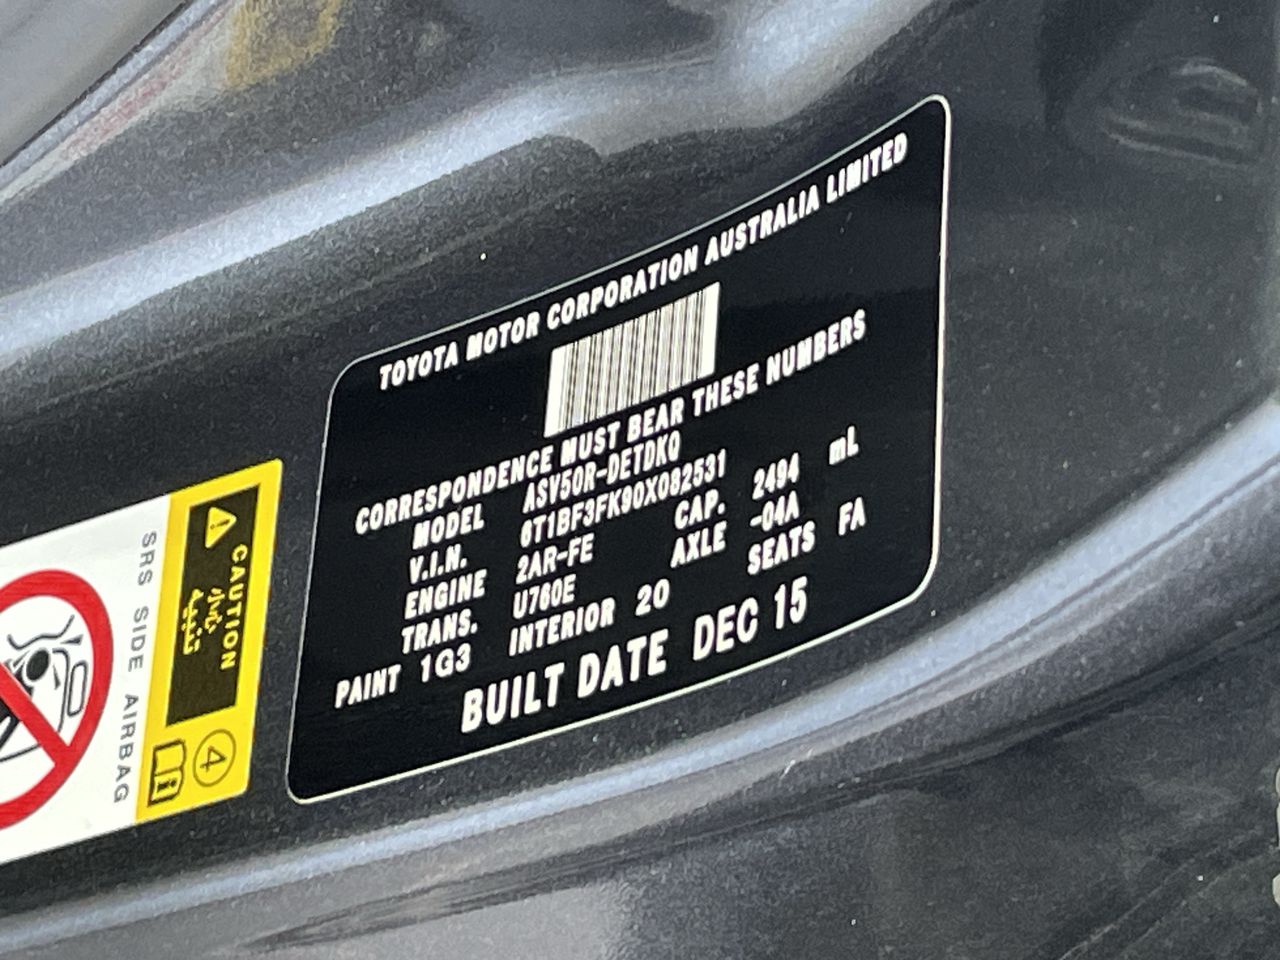 TOYOTA MOTOR CORPORATION AUSTRALIA LIMITED
CORRESPONDENCE MUST BEAR THESE NUMBERS
MODEL ASV50R-DETDKQ
V.I.N. 6T1BF3FK90X082531
ENGINE 2AR-FE CAP. 2494 mL
TRANS. U760E AXLE -04A
PAINT 1G3 INTERIOR 20 SEATS FA
BUILT DATE DEC 15
CAUTION
4
SRS SIDE AIRBAG